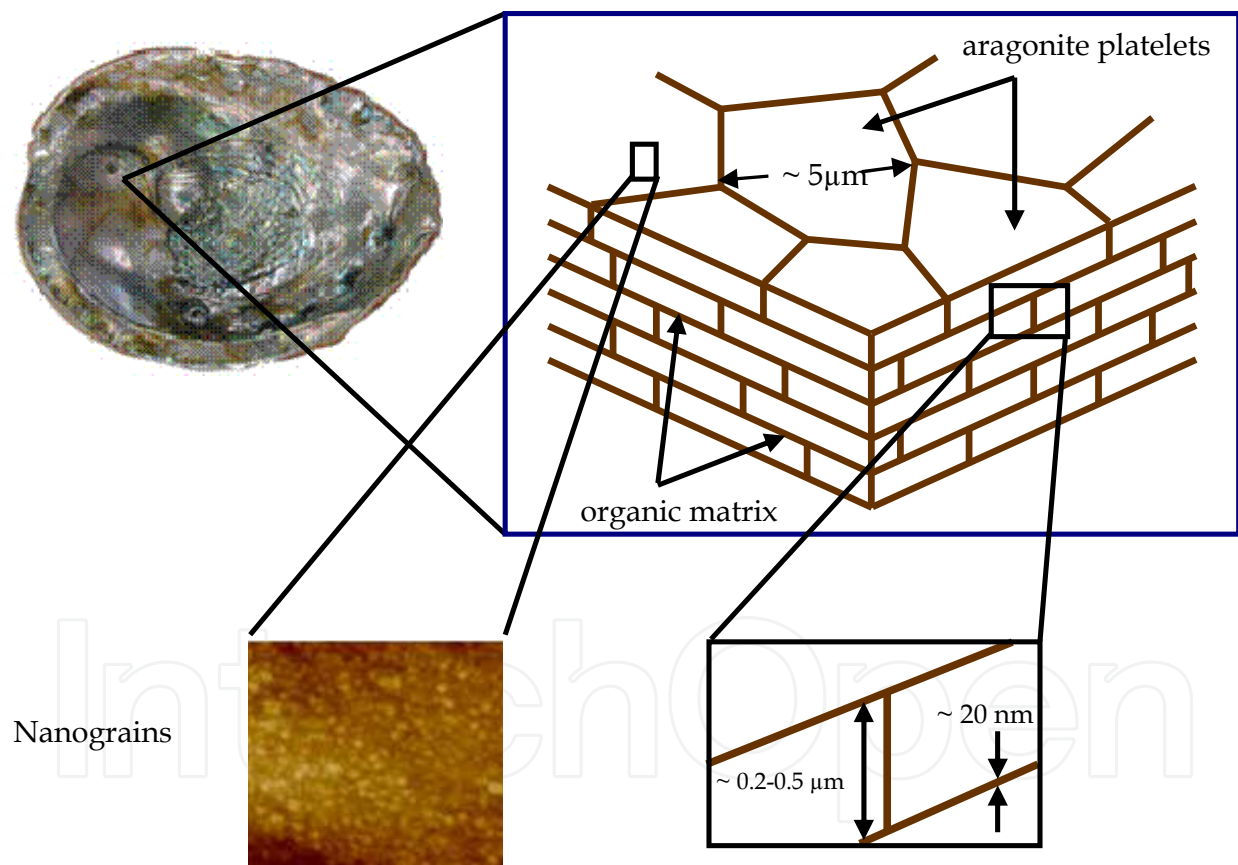 aragonite platelets
~ 5μm
organic matrix
IntechOpen
Nanograins
~ 20 nm
~ 0.2-0.5 μm